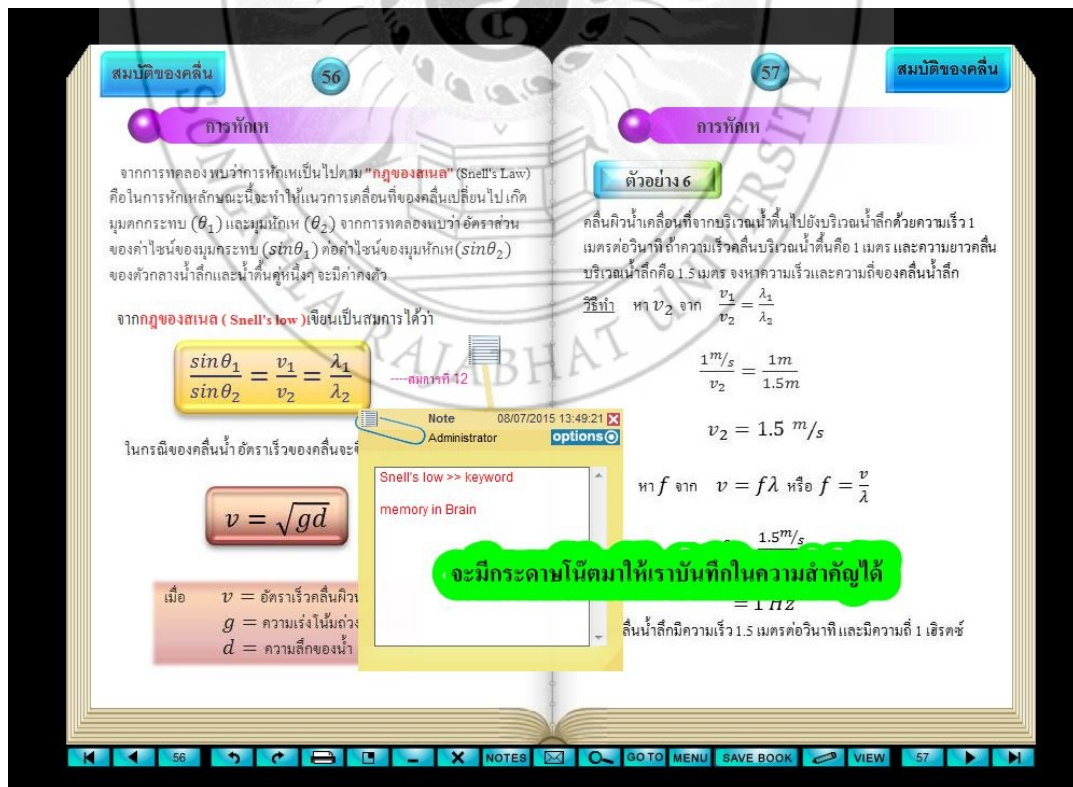 สมบัติของคลื่น
56
การหักเห
จากการทดลอง พบว่าการหักเหเป็นไปตาม "กฎของสเนล" (Snell's Law)
คือในการหักเหลักษณะนี้จะทำให้แนวการเคลื่อนที่ของคลื่นเปลี่ยนไป เกิด
มุมตกกระทบ (θ₁) และมุมหักเห (θ₂) จากการทดลองพบว่า อัตราส่วน
ของค่าไซน์ของมุมกระทบ (sinθ₁) ต่อค่าไซน์ของมุมหักเห(sinθ₂)
ของตัวกลางน้ำลึกและน้ำตื้นคู่หนึ่งๆ จะมีค่าคงตัว
จากกฎของสเนล ( Snell's low )เขียนเป็นสมการ ได้ว่า
sinθ₁/sinθ₂ = v₁/v₂ = λ₁/λ₂
----สมการที่ 12
ในกรณีของคลื่นน้ำ อัตราเร็วของคลื่นจะ
v = √gd
เมื่อ v = อัตราเร็วคลื่นผิว
g = ความเร่งโน้มถ่วง
d = ความลึกของน้ำ
Note 08/07/2015 13:49:21
Administrator options
Snell's low >> keyword
memory in Brain
จะมีกระดาษโน๊ตมาให้เราบันทึกในความสำคัญได้
57
สมบัติของคลื่น
การหักเห
ตัวอย่าง 6
คลื่นผิวน้ำเคลื่อนที่จากบริเวณน้ำตื้น ไปยังบริเวณน้ำลึกด้วยความเร็ว 1
เมตรต่อวินาที ถ้าความเร็วคลื่นบริเวณน้ำตื้นคือ 1 เมตร และความยาวคลื่น
บริเวณน้ำลึกคือ 1.5 เมตร จงหาความเร็วและความถี่ของคลื่นน้ำลึก
วิธีทำ หา v₂ จาก v₁/v₂ = λ₁/λ₂
1 m/s / v₂ = 1m/1.5m
v₂ = 1.5 m/s
หา f จาก v = fλ หรือ f = v/λ
1.5 m/s
= 1 Hz
ลื่นน้ำลึกมีความเร็ว 1.5 เมตรต่อวินาที และมีความถี่ 1 เฮิรตซ์
56 NOTES GO TO MENU SAVE BOOK VIEW 57
SONGKHLA RAJABHAT UNIVERSITY